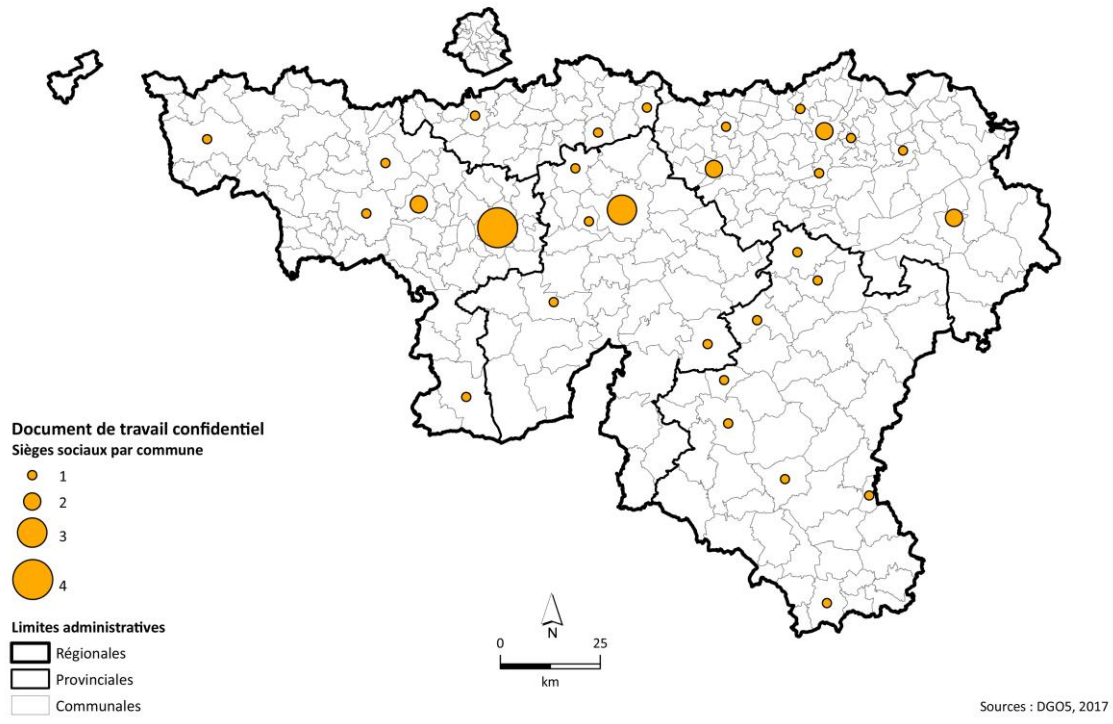 Document de travail confidentiel
Sièges sociaux par commune
1
2
3
4
Limites administratives
Régionales
Provinciales
Communales
N
0 25
km
Sources : DGO5, 2017